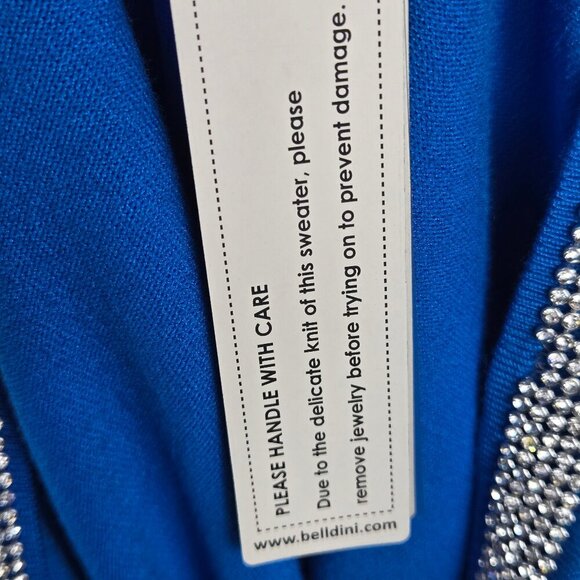 PLEASE HANDLE WITH CARE
Due to the delicate knit of this sweater, please
remove jewelry before trying on to prevent damage.
www.belldini.com